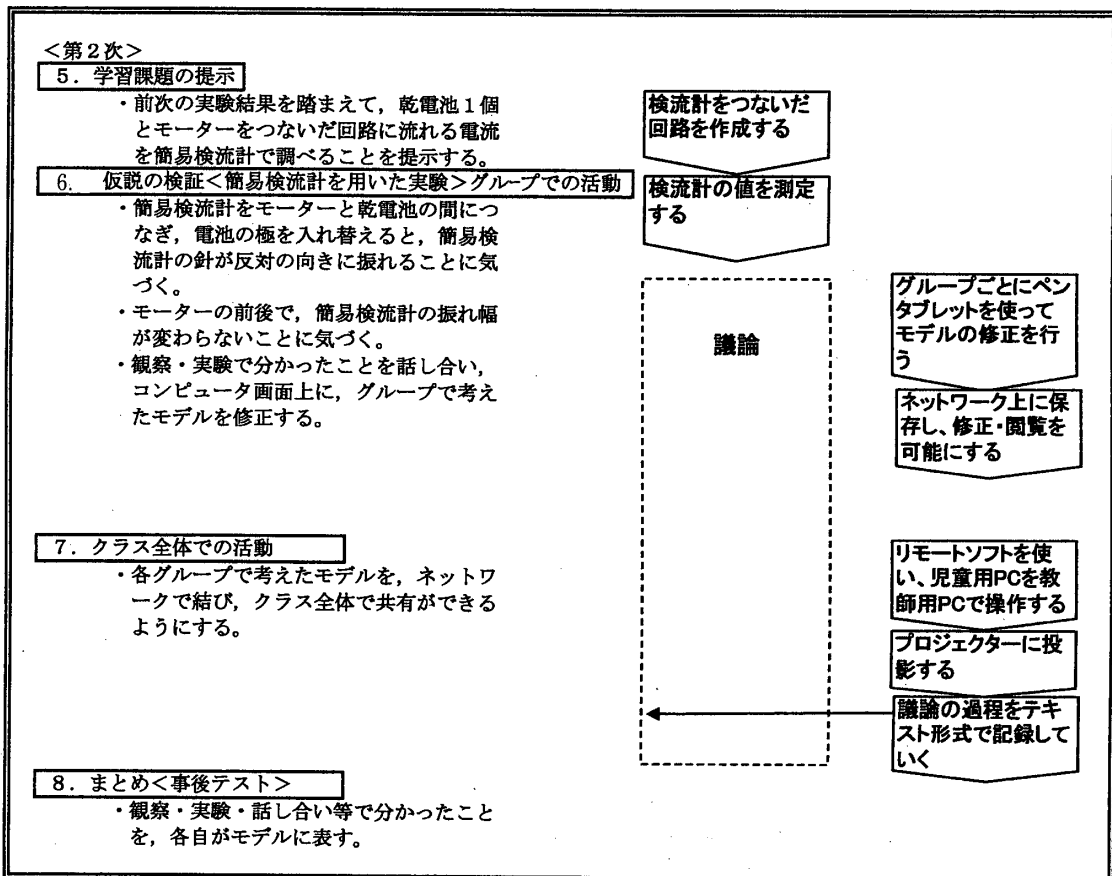 <第2次>
5．学習課題の提示
・前次の実験結果を踏まえて，乾電池1個
とモーターをつないだ回路に流れる電流
を簡易検流計で調べることを提示する。
6.　仮説の検証<簡易検流計を用いた実験>グループでの活動
・簡易検流計をモーターと乾電池の間につ
なぎ，電池の極を入れ替えると，簡易検
流計の針が反対の向きに振れることに気
づく。
・モーターの前後で，簡易検流計の振れ幅
が変わらないことに気づく。
・観察・実験で分かったことを話し合い，
コンピュータ画面上に，グループで考え
たモデルを修正する。
7．クラス全体での活動
・各グループで考えたモデルを，ネットワ
ークで結び，クラス全体で共有ができる
ようにする。
8．まとめ<事後テスト>
・観察・実験・話し合い等で分かったこと
を，各自がモデルに表す。
検流計をつないだ
回路を作成する
検流計の値を測定
する
議論
グループごとにペン
タブレットを使って
モデルの修正を行
う
ネットワーク上に保
存し、修正・閲覧を
可能にする
リモートソフトを使
い、児童用PCを教
師用PCで操作する
プロジェクターに投
影する
議論の過程をテキ
スト形式で記録して
いく